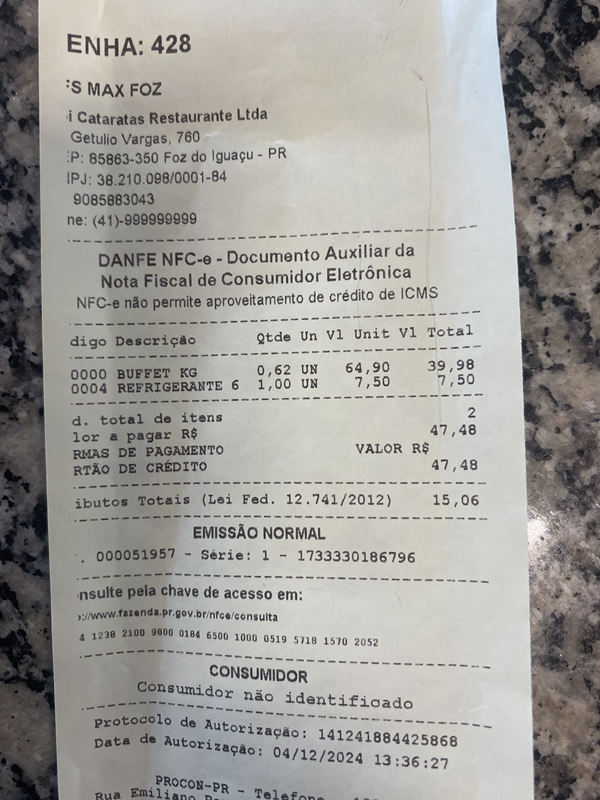 ENHA: 428
S MAX FOZ
i Cataratas Restaurante Ltda
Getulio Vargas, 760
P: 85863-350 Foz do Iguaçu - PR
IPJ: 38.210.098/0001-84
9085883043
ne: (41)-999999999
DANFE NFC-e - Documento Auxiliar da
Nota Fiscal de Consumidor Eletrônica
NFC-e não permite aproveitamento de crédito de ICMS
digo Descrição Qtde Un Vl Unit Vl Total
0000 BUFFET KG 0,62 UN 64,90 39,98
0004 REFRIGERANTE 6 1,00 UN 7,50 7,50
d. total de itens 2
lor a pagar R$ 47,48
RMAS DE PAGAMENTO VALOR R$
RTÃO DE CRÉDITO 47,48
ibutos Totais (Lei Fed. 12.741/2012) 15,06
EMISSÃO NORMAL
. 000051957 - Série: 1 - 1733330186796
nsulte pela chave de acesso em:
://www.fazenda.pr.gov.br/nfce/consulta
4 1238 2100 9800 0184 6500 1000 0519 5718 1570 2052
CONSUMIDOR
Consumidor não identificado
Protocolo de Autorização: 141241884425868
Data de Autorização: 04/12/2024 13:36:27
PROCON-PR - Telefone
Rua Emiliano